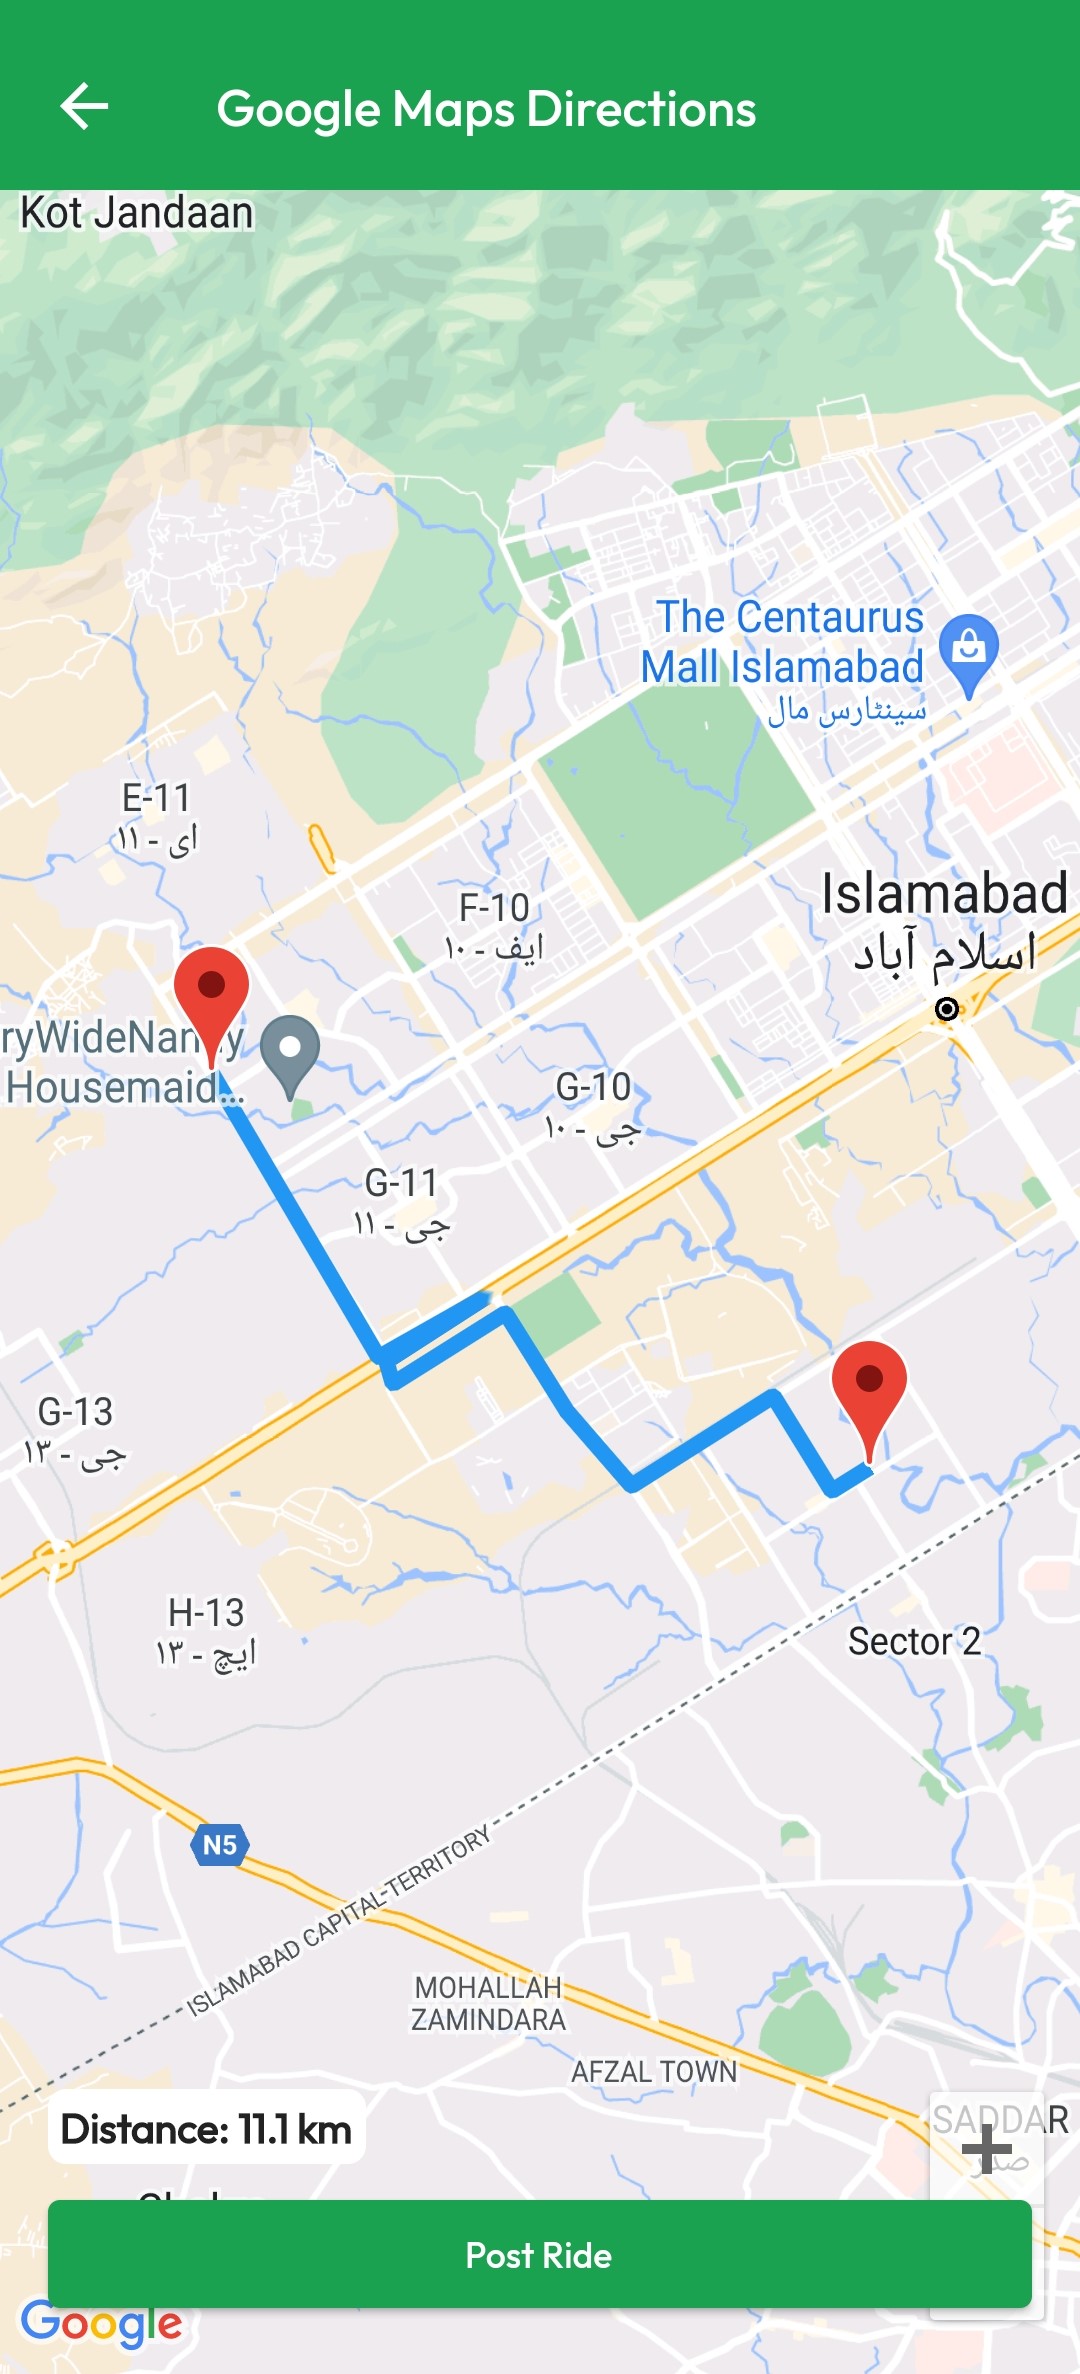 Google Maps Directions
Kot Jandaan
The Centaurus
Mall Islamabad
سینٹارس مال
E-11
ای - ۱۱
F-10
ایف - ۱۰
Islamabad
اسلام آباد
Housemaid...
G-10
جی - ۱۰
G-11
جی - ۱۱
G-13
جی - ۱۳
H-13
ایچ - ۱۳
Sector 2
N5
ISLAMABAD CAPITAL TERRITORY
MOHALLAH
ZAMINDARA
AFZAL TOWN
SADDAR
صدر
Distance: 11.1 km
Post Ride
Google